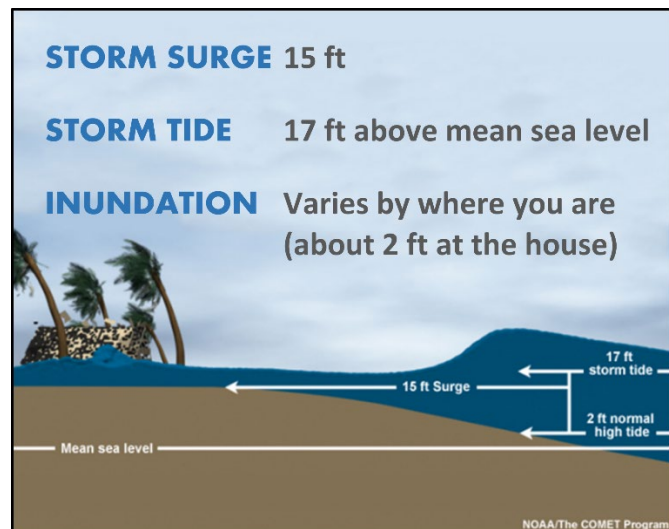 STORM SURGE 15 ft
STORM TIDE 17 ft above mean sea level
INUNDATION Varies by where you are
(about 2 ft at the house)
17 ft
storm tide
15 ft Surge
2 ft normal
high tide
Mean sea level
NOAA/The COMET Program